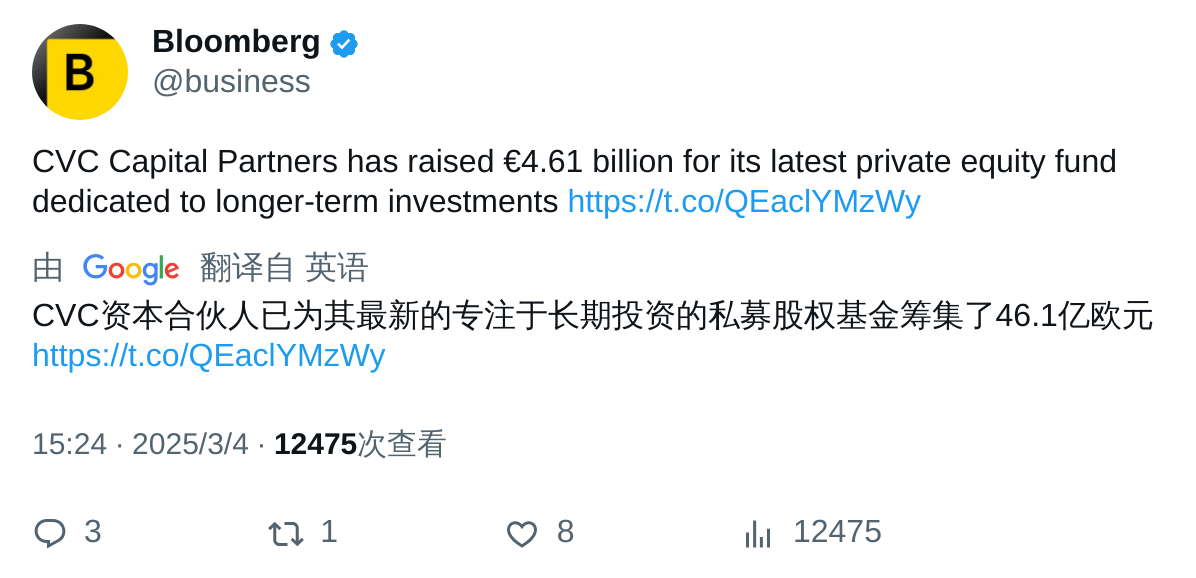 B
Bloomberg
@business
CVC Capital Partners has raised €4.61 billion for its latest private equity fund
dedicated to longer-term investments https://t.co/QEaclYMzWy
由 Google 翻译自 英语
CVC资本合伙人已为其最新的专注于长期投资的私募股权基金筹集了46.1亿欧元
https://t.co/QEaclYMzWy
15:24 · 2025/3/4 · 12475次查看
3 1 8 12475